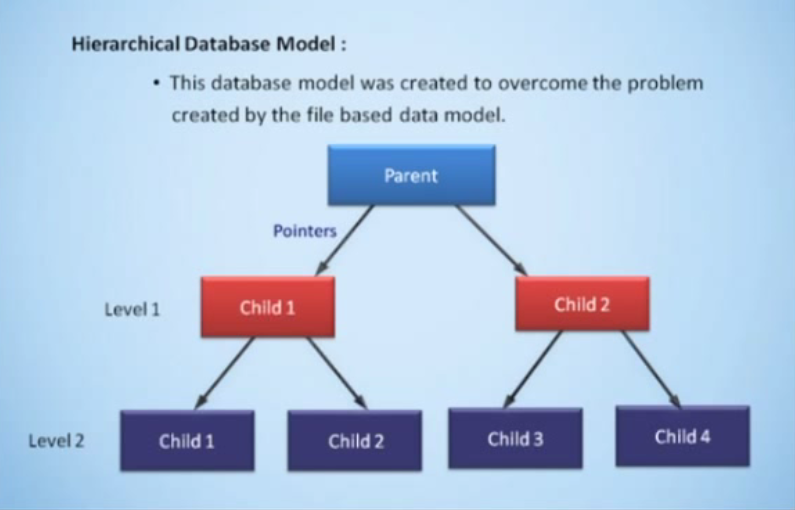 Hierarchical Database Model :
• This database model was created to overcome the problem
created by the file based data model.
Parent
Pointers
Level 1
Child 1
Child 2
Level 2
Child 1
Child 2
Child 3
Child 4